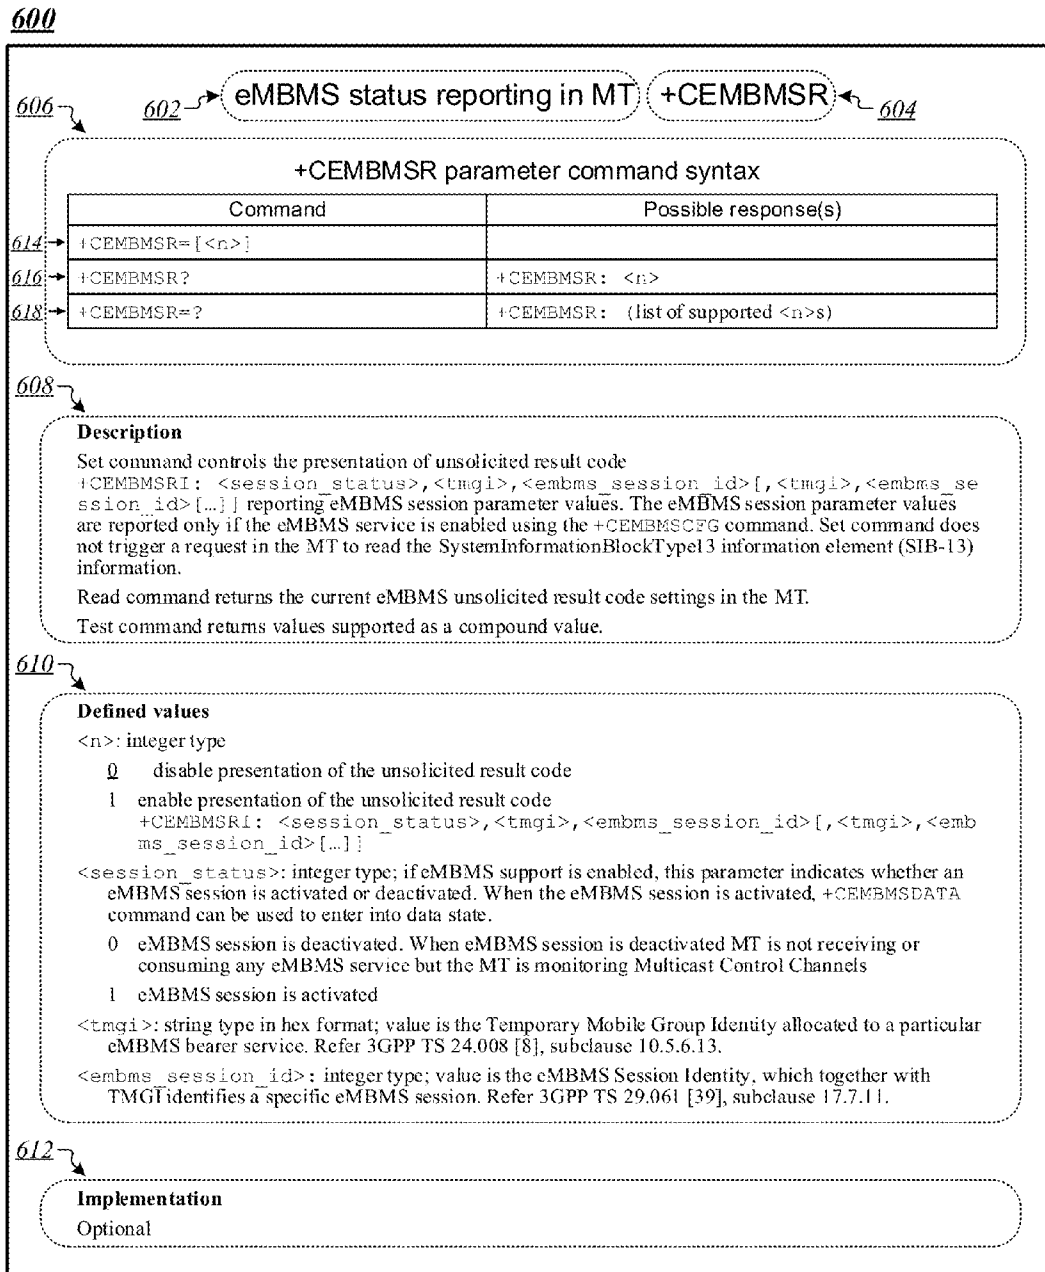 600
606
602
eMBMS status reporting in MT
+CEMBMSR
604
+CEMBMSR parameter command syntax
Command Possible response(s)
614 +CEMBMSR=[<n>]
616 +CEMBMSR? +CEMBMSR: <n>
618 +CEMBMSR=? +CEMBMSR: (list of supported <n>s)
608
Description
Set command controls the presentation of unsolicited result code
+CEMBMSRI: <session_status>,<tmgi>,<embms_session_id>[,<tmgi>,<embms_se
ssion_id>[…]] reporting eMBMS session parameter values. The eMBMS session parameter values
are reported only if the eMBMS service is enabled using the +CEMBMSCFG command. Set command does
not trigger a request in the MT to read the SystemInformationBlockType13 information element (SIB-13)
information.
Read command returns the current eMBMS unsolicited result code settings in the MT.
Test command returns values supported as a compound value.
610
Defined values
<n>: integer type
0 disable presentation of the unsolicited result code
1 enable presentation of the unsolicited result code
+CEMBMSRI: <session_status>,<tmgi>,<embms_session_id>[,<tmgi>,<emb
ms_session_id>[…]]
<session_status>: integer type; if eMBMS support is enabled, this parameter indicates whether an
eMBMS session is activated or deactivated. When the eMBMS session is activated, +CEMBMSDATA
command can be used to enter into data state.
0 eMBMS session is deactivated. When eMBMS session is deactivated MT is not receiving or
consuming any eMBMS service but the MT is monitoring Multicast Control Channels
1 eMBMS session is activated
<tmgi>: string type in hex format; value is the Temporary Mobile Group Identity allocated to a particular
eMBMS bearer service. Refer 3GPP TS 24.008 [8], subclause 10.5.6.13.
<embms_session_id>: integer type; value is the eMBMS Session Identity, which together with
TMGI identifies a specific eMBMS session. Refer 3GPP TS 29.061 [39], subclause 17.7.11.
612
Implementation
Optional